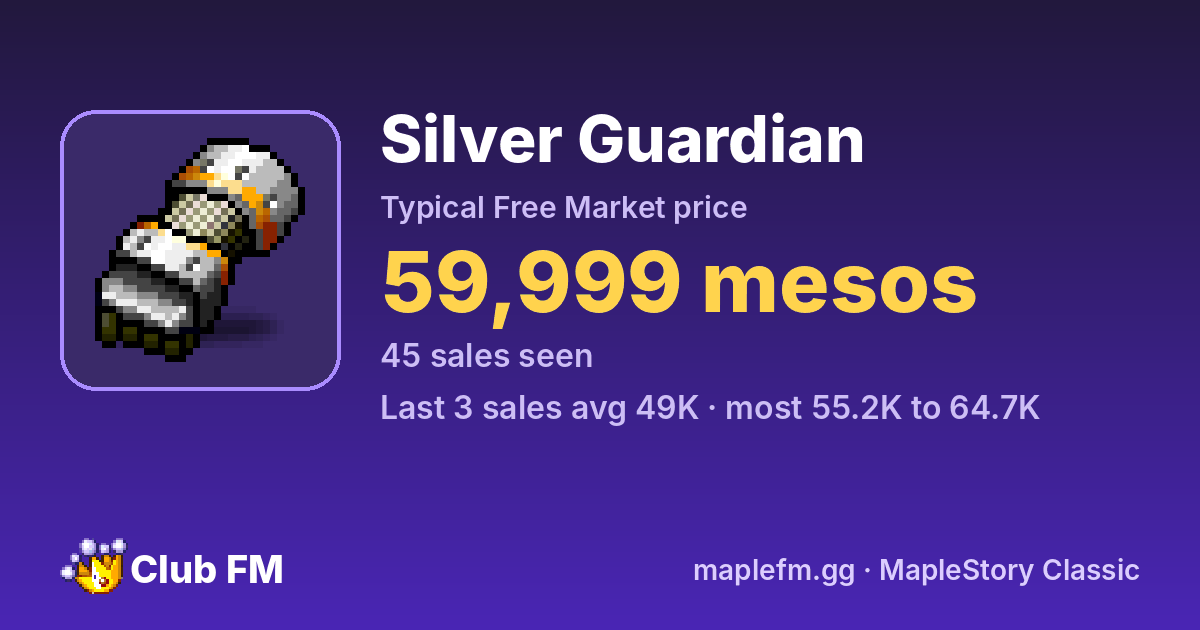 Silver Guardian
Typical Free Market price
59,999 mesos
45 sales seen
Last 3 sales avg 49K · most 55.2K to 64.7K
Club FM
maplefm.gg · MapleStory Classic